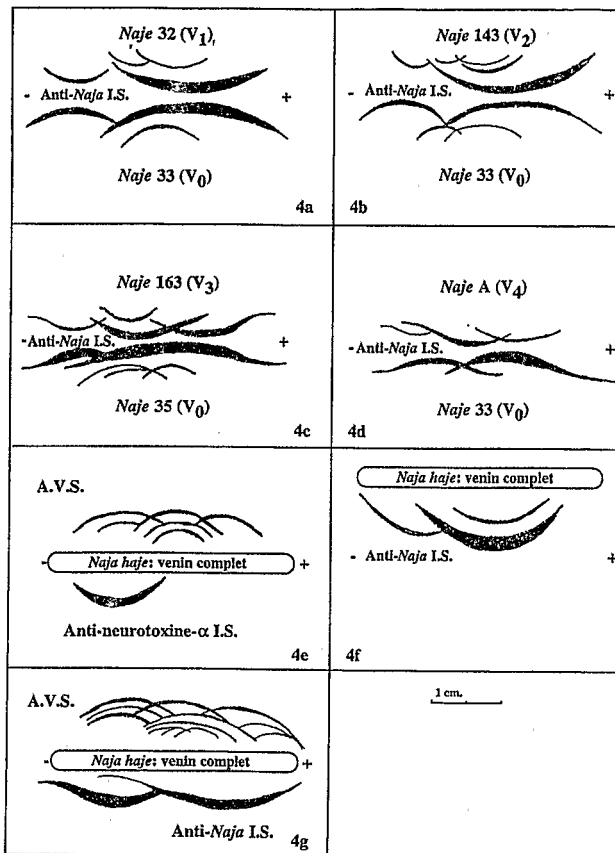 Naje 32 (V1)
- Anti-Naja I.S. +
Naje 33 (V0)
4a
Naje 143 (V2)
- Anti-Naja I.S. +
Naje 33 (V0)
4b
Naje 163 (V3)
- Anti-Naja I.S. +
Naje 35 (V0)
4c
Naje A (V4)
- Anti-Naja I.S. +
Naje 33 (V0)
4d
A.V.S.
- Naja haje: venin complet +
Anti-neurotoxine-α I.S.
4e
Naja haje: venin complet
- Anti-Naja I.S. +
4f
A.V.S.
- Naja haje: venin complet +
Anti-Naja I.S.
4g
1 cm.